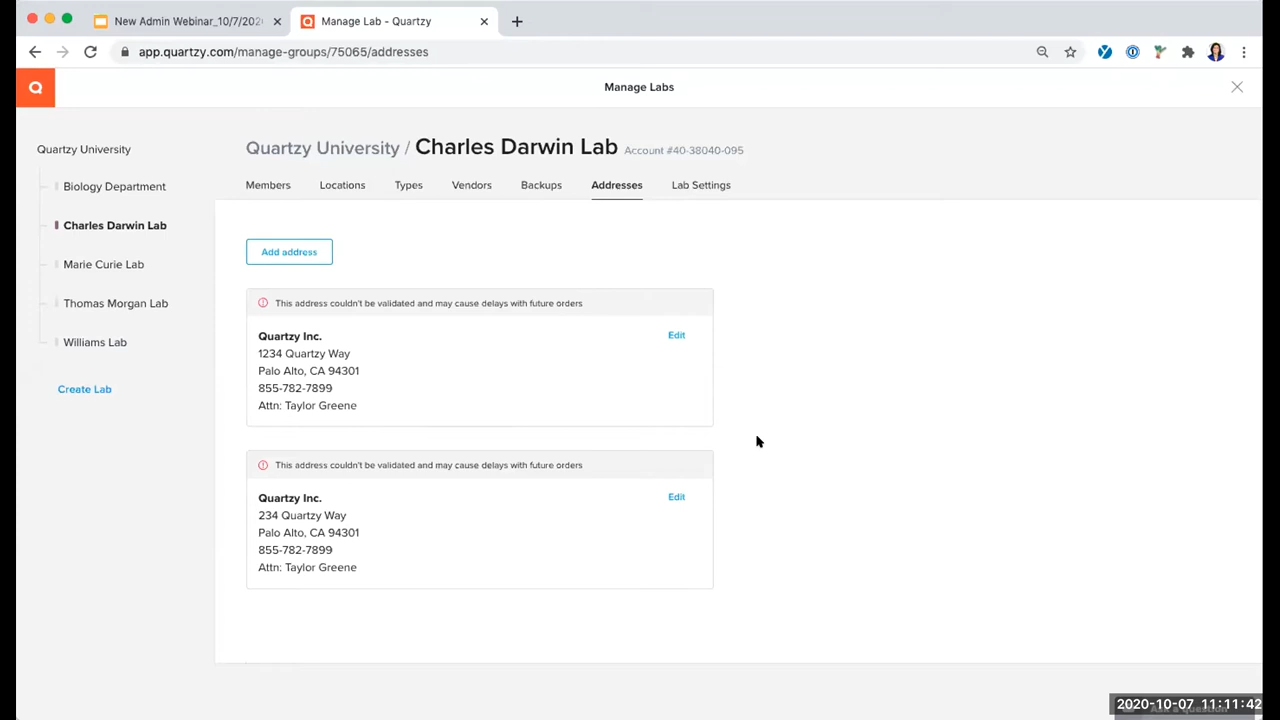 New Admin Webinar_10/7/202
Manage Lab - Quartzy
app.quartzy.com/manage-groups/75065/addresses
Q
Manage Labs
Quartzy University
Biology Department
Charles Darwin Lab
Marie Curie Lab
Thomas Morgan Lab
Williams Lab
Create Lab
Quartzy University / Charles Darwin Lab Account #40-38040-095
Members Locations Types Vendors Backups Addresses Lab Settings
Add address
This address couldn't be validated and may cause delays with future orders
Quartzy Inc. Edit
1234 Quartzy Way
Palo Alto, CA 94301
855-782-7899
Attn: Taylor Greene
This address couldn't be validated and may cause delays with future orders
Quartzy Inc. Edit
234 Quartzy Way
Palo Alto, CA 94301
855-782-7899
Attn: Taylor Greene
2020-10-07 11:11:42